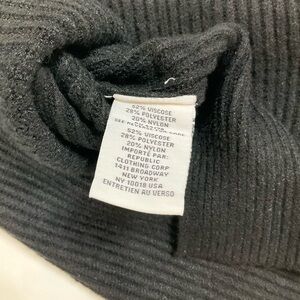 52% VISCOSE
28% POLYESTER
20% NYLON
52% VISCOSE
28% POLYESTER
20% NYLON
IMPORTÉ PAR:
REPUBLIC
CLOTHING CORP
1411 BROADWAY
NEW YORK
NY 10018 USA
ENTRETIEN AU VERSO